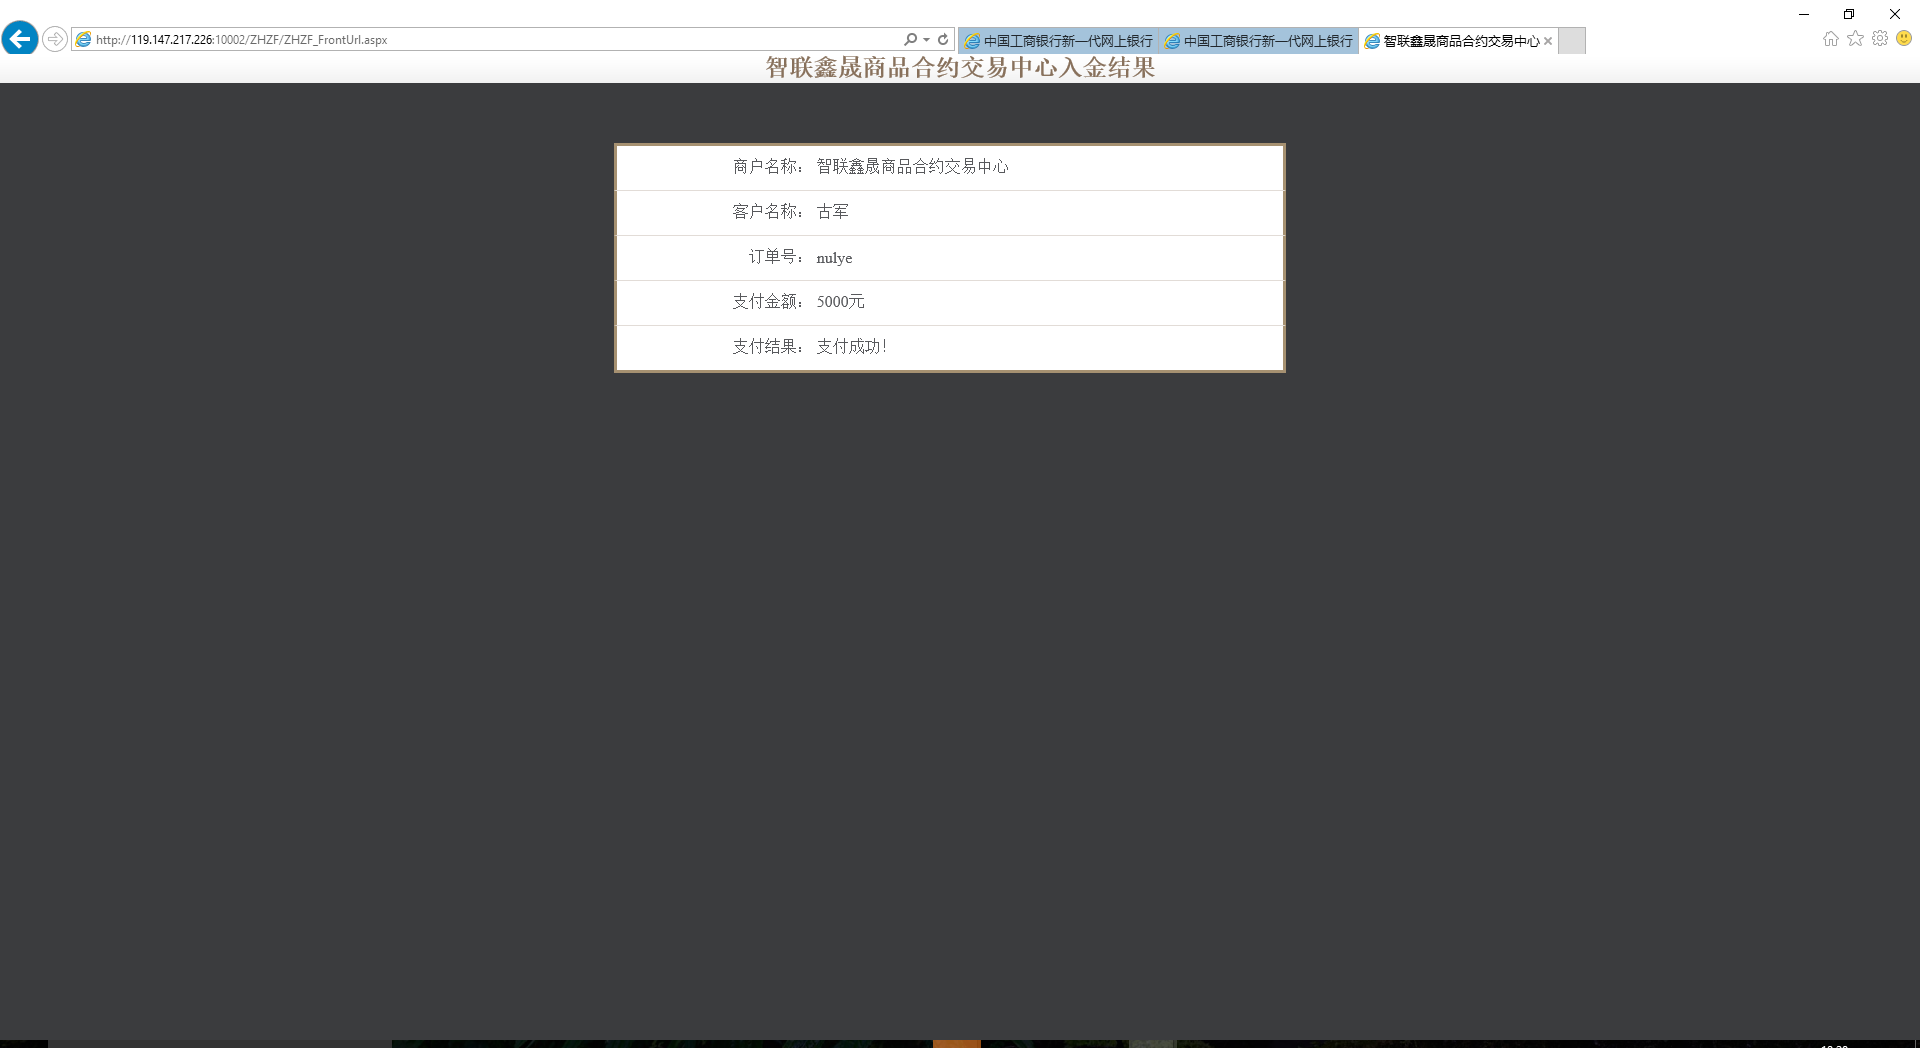 http://119.147.217.226:10002/ZHZF/ZHZF_FrontUrl.aspx
中国工商银行新一代网上银行
中国工商银行新一代网上银行
智联鑫晟商品合约交易中心
智联鑫晟商品合约交易中心入金结果
商户名称： 智联鑫晟商品合约交易中心
客户名称： 古军
订单号： nulye
支付金额： 5000元
支付结果： 支付成功！